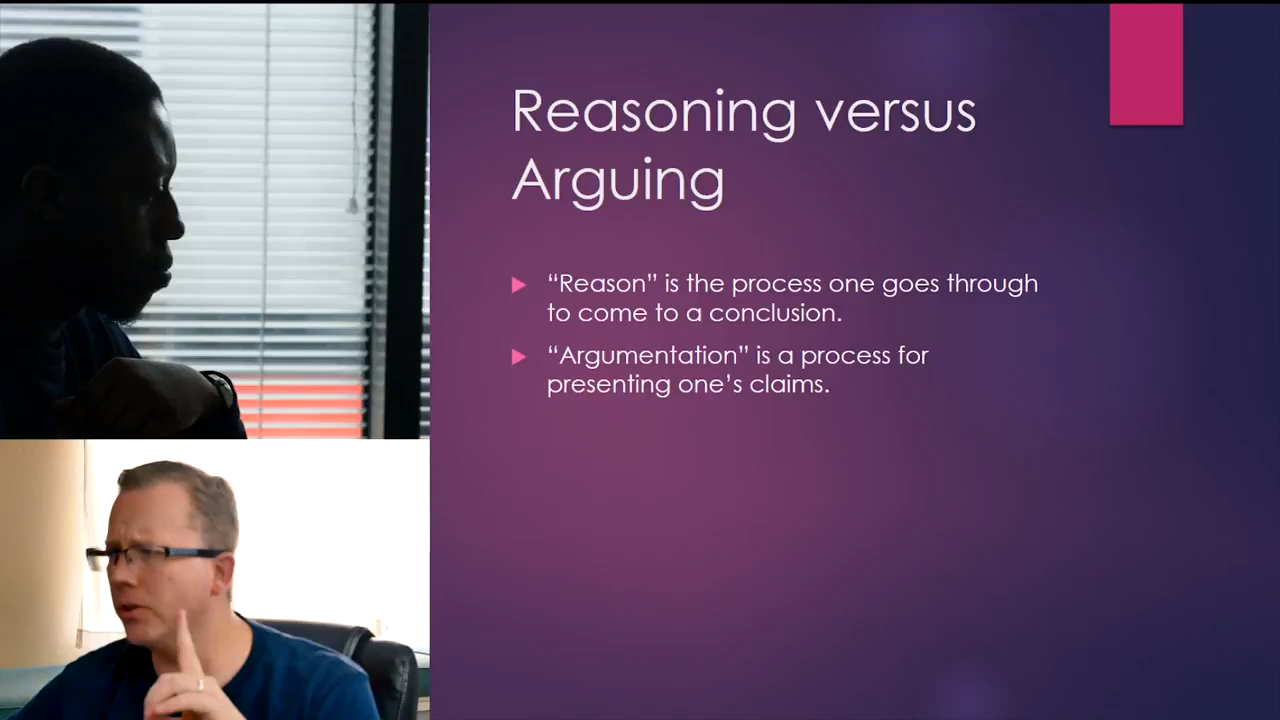 Reasoning versus
Arguing
“Reason” is the process one goes through
to come to a conclusion.
“Argumentation” is a process for
presenting one’s claims.